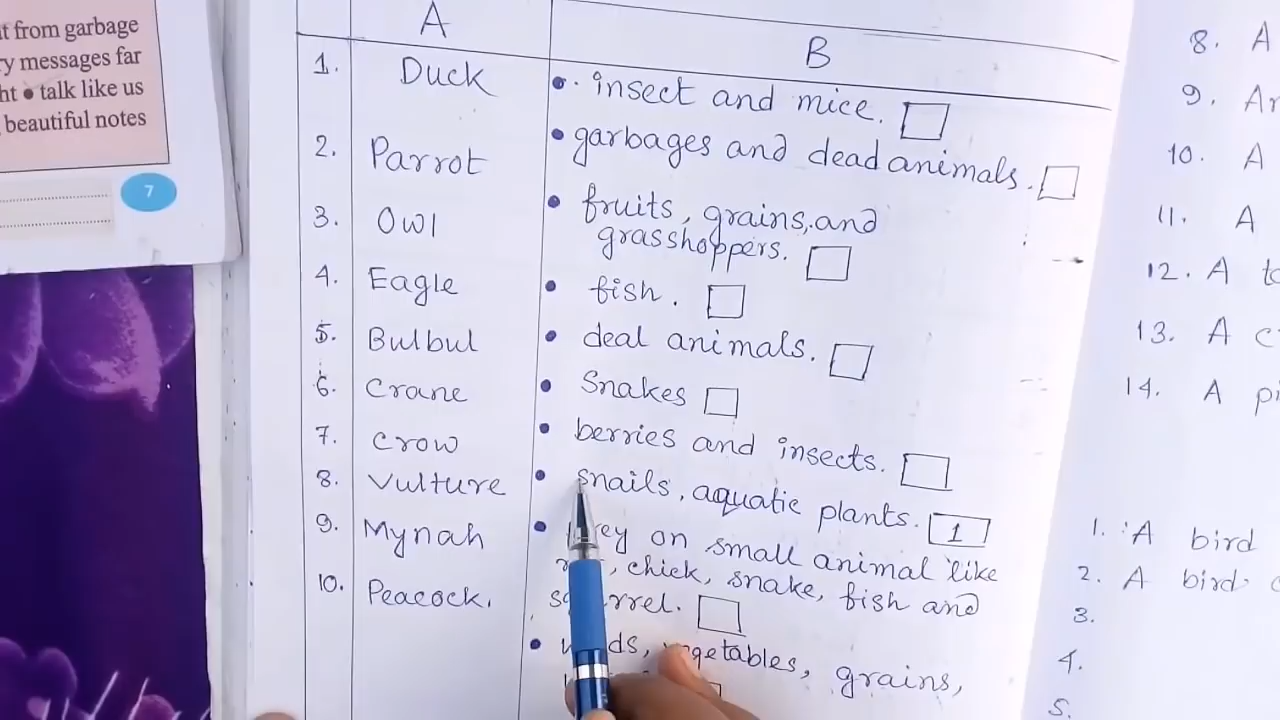 t from garbage
y messages far
ht • talk like us
beautiful notes
7
A
B
1. Duck • insect and mice.
2. Parrot • garbages and dead animals.
3. Owl • fruits, grains, and
grasshoppers.
4. Eagle • fish.
5. Bulbul • deal animals.
6. Crane • Snakes
7. Crow • berries and insects.
8. Vulture • snails, aquatic plants. 1
9. Mynah • on small animal like
chick, snake, fish and
10. Peacock.
• vegetables, grains,
8. A
9.
10. A
11. A
12. A
13. A
14. A
1. A bird
2. A bird
3.
4.
5.